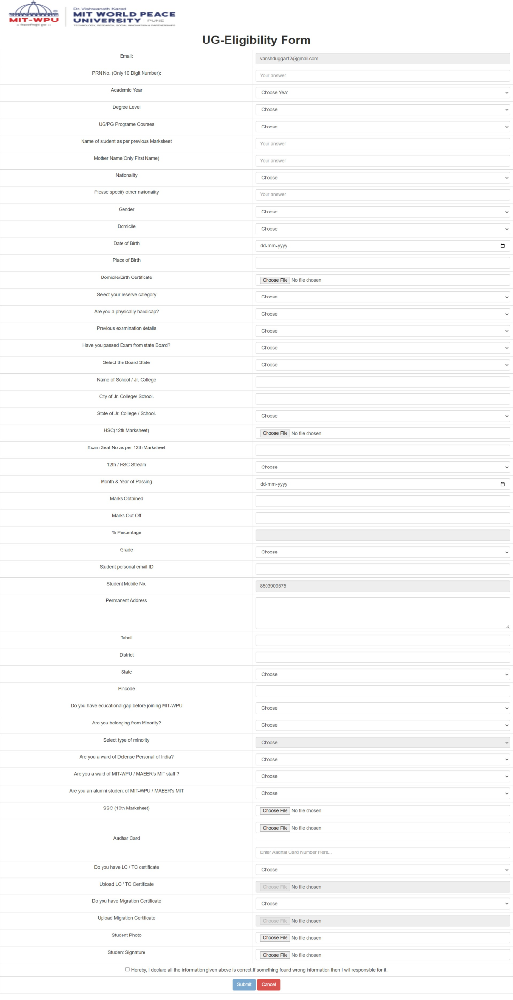 Dr. Vishwanath Karad
MIT WORLD PEACE
UNIVERSITY | PUNE
TECHNOLOGY, RESEARCH, SOCIAL INNOVATION & PARTNERSHIPS
MIT-WPU
UG-Eligibility Form
Email: vanshduggar12@gmail.com
PRN No. (Only 10 Digit Number): Your answer
Academic Year Choose Year
Degree Level Choose
UG/PG Programe Courses Choose
Name of student as per previous Marksheet Your answer
Mother Name(Only First Name) Your answer
Nationality Choose
Please specify other nationality Your answer
Gender Choose
Domicile Choose
Date of Birth dd-mm-yyyy
Place of Birth
Domicile/Birth Certificate Choose File No file chosen
Select your reserve category Choose
Are you a physically handicap? Choose
Previous examination details Choose
Have you passed Exam from state Board? Choose
Select the Board State Choose
Name of School / Jr. College
City of Jr. College/ School.
State of Jr. College / School. Choose
HSC(12th Marksheet) Choose File No file chosen
Exam Seat No as per 12th Marksheet
12th / HSC Stream Choose
Month & Year of Passing dd-mm-yyyy
Marks Obtained
Marks Out Off
% Percentage
Grade Choose
Student personal email ID
Student Mobile No. 8503909575
Permanent Address
Tehsil
District
State Choose
Pincode
Do you have educational gap before joining MIT-WPU Choose
Are you belonging from Minority? Choose
Select type of minority Choose
Are you a ward of Defense Personal of India? Choose
Are you a ward of MIT-WPU / MAEER's MIT staff ? Choose
Are you an alumni student of MIT-WPU / MAEER's MIT Choose
SSC (10th Marksheet) Choose File No file chosen
Aadhar Card Choose File No file chosen
Enter Aadhar Card Number Here...
Do you have LC / TC certificate Choose
Upload LC / TC Certificate Choose File No file chosen
Do you have Migration Certificate Choose
Upload Migration Certificate Choose File No file chosen
Student Photo Choose File No file chosen
Student Signature Choose File No file chosen
Hereby, I declare all the information given above is correct.If something found wrong information then I will responsible for it.
Submit Cancel